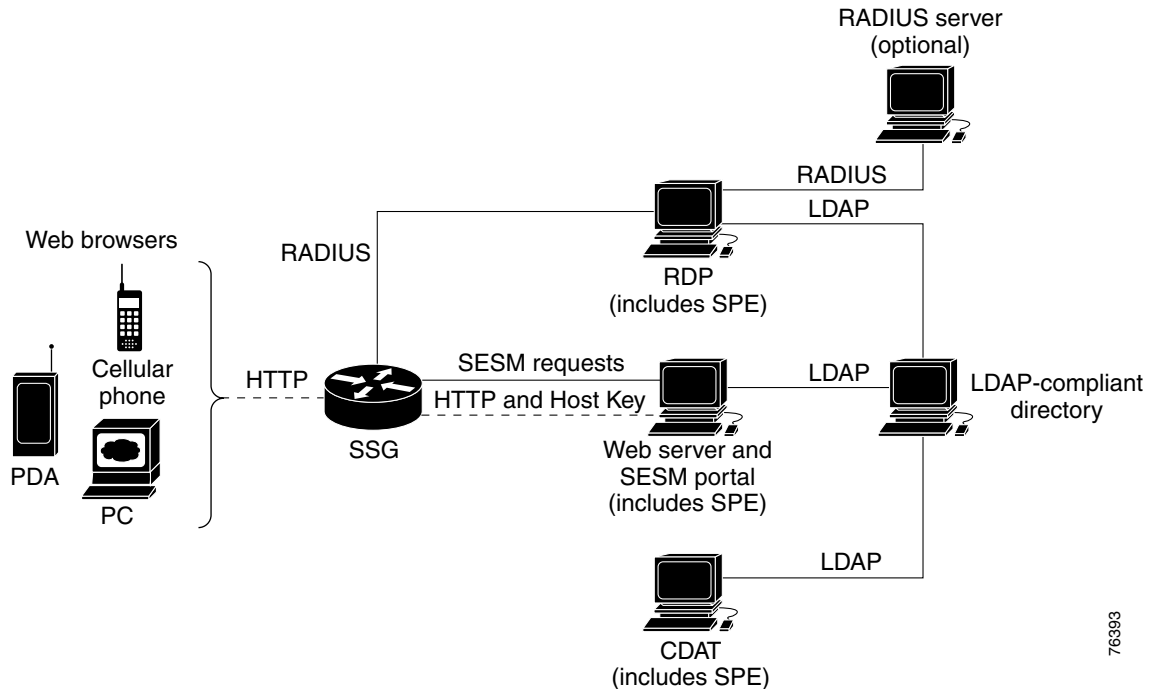 RADIUS server
(optional)
RADIUS
LDAP
Web browsers
RADIUS
RDP
(includes SPE)
Cellular
phone
HTTP
SESM requests
LDAP
LDAP-compliant
directory
HTTP and Host Key
SSG
Web server and
SESM portal
(includes SPE)
PDA
PC
LDAP
CDAT
(includes SPE)
76393